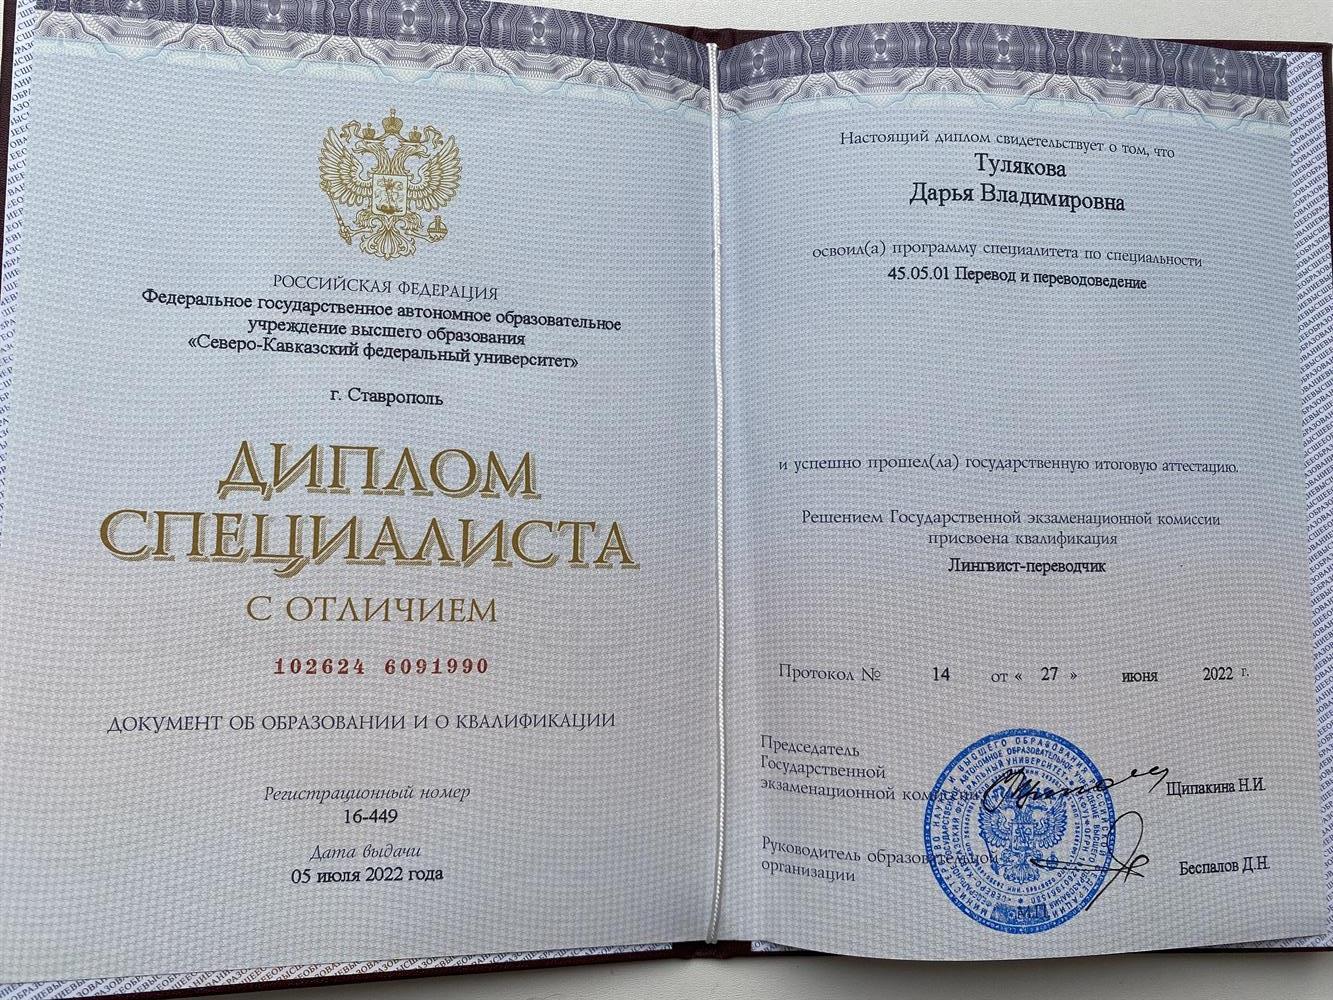 РОССИЙСКАЯ ФЕДЕРАЦИЯ
Федеральное государственное автономное образовательное
учреждение высшего образования
«Северо-Кавказский федеральный университет»
г. Ставрополь
ДИПЛОМ
СПЕЦИАЛИСТА
С ОТЛИЧИЕМ
102624 6091990
ДОКУМЕНТ ОБ ОБРАЗОВАНИИ И О КВАЛИФИКАЦИИ
Регистрационный номер
16-449
Дата выдачи
05 июля 2022 года
Настоящий диплом свидетельствует о том, что
Тулякова
Дарья Владимировна
освоил(а) программу специалитета по специальности
45.05.01 Перевод и переводоведение
и успешно прошел(ла) государственную итоговую аттестацию.
Решением Государственной экзаменационной комиссии
присвоена квалификация
Лингвист-переводчик
Протокол № 14 от « 27 » июня 2022 г.
Председатель
Государственной
экзаменационной комиссии Щипакина Н.И.
Руководитель образовательной
организации Беспалов Д.Н.
М.П.